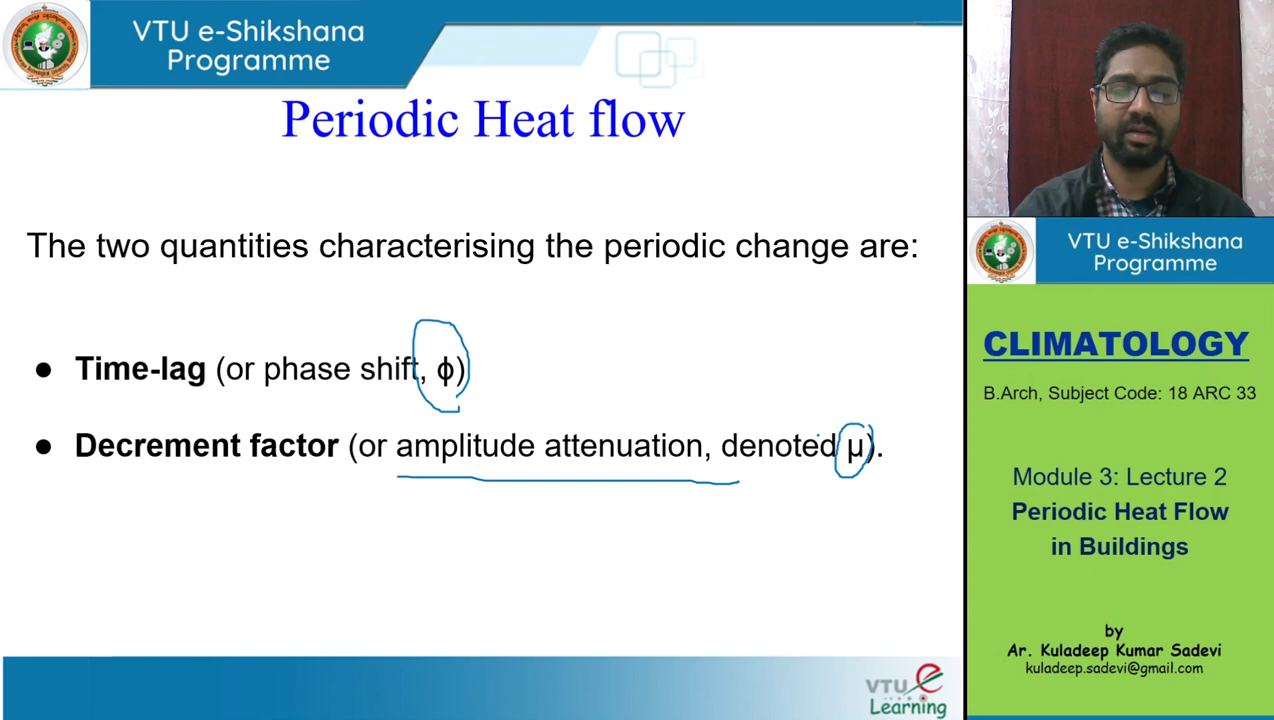 VTU e-Shikshana
Programme
Periodic Heat flow
The two quantities characterising the periodic change are:
● Time-lag (or phase shift, ϕ)
● Decrement factor (or amplitude attenuation, denoted μ).
VTU e
Learning
VTU e-Shikshana
Programme
CLIMATOLOGY
B.Arch, Subject Code: 18 ARC 33
Module 3: Lecture 2
Periodic Heat Flow
in Buildings
by
Ar. Kuladeep Kumar Sadevi
kuladeep.sadevi@gmail.com